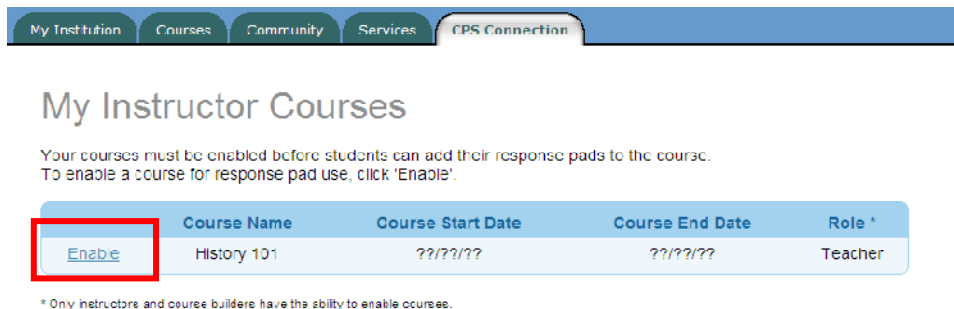 My Institution Courses Community Services CPS Connection
My Instructor Courses
Your courses must be enabled before students can add their response pads to the course.
To enable a course for response pad use, click 'Enable'.
Course Name Course Start Date Course End Date Role *
Enable History 101 ??/??/?? ??/??/?? Teacher
* Only instructors and course builders have the ability to enable courses.